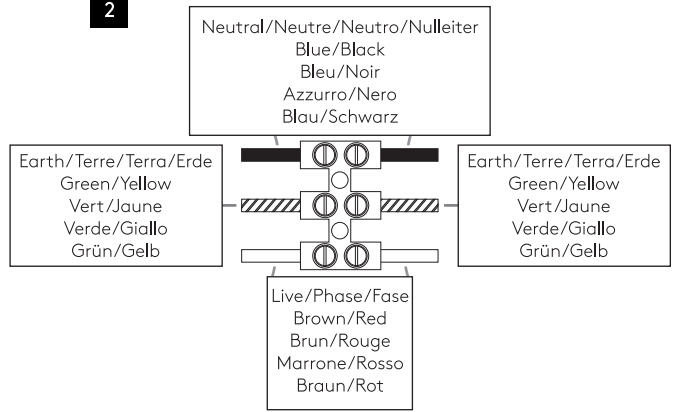 2
Neutral/Neutre/Neutro/Nulleiter
Blue/Black
Bleu/Noir
Azzurro/Nero
Blau/Schwarz
Earth/Terre/Terra/Erde
Green/Yellow
Vert/Jaune
Verde/Giallo
Grün/Gelb
Earth/Terre/Terra/Erde
Green/Yellow
Vert/Jaune
Verde/Giallo
Grün/Gelb
Live/Phase/Fase
Brown/Red
Brun/Rouge
Marrone/Rosso
Braun/Rot